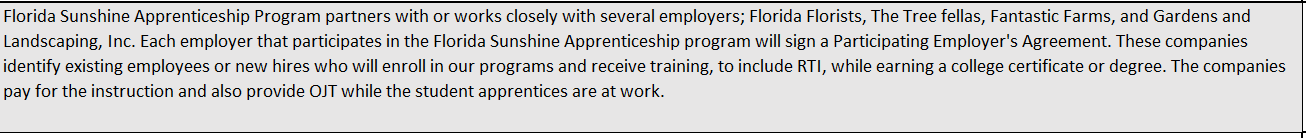 Florida Sunshine Apprenticeship Program partners with or works closely with several employers; Florida Florists, The Tree fellas, Fantastic Farms, and Gardens and
Landscaping, Inc. Each employer that participates in the Florida Sunshine Apprenticeship program will sign a Participating Employer's Agreement. These companies
identify existing employees or new hires who will enroll in our programs and receive training, to include RTI, while earning a college certificate or degree. The companies
pay for the instruction and also provide OJT while the student apprentices are at work.